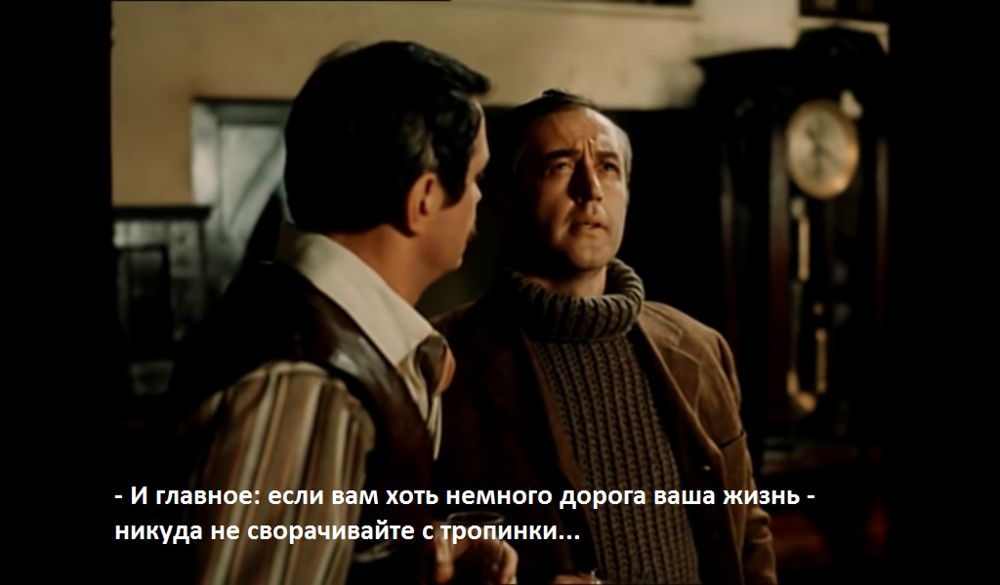 - И главное: если вам хоть немного дорога ваша жизнь -
никуда не сворачивайте с тропинки...